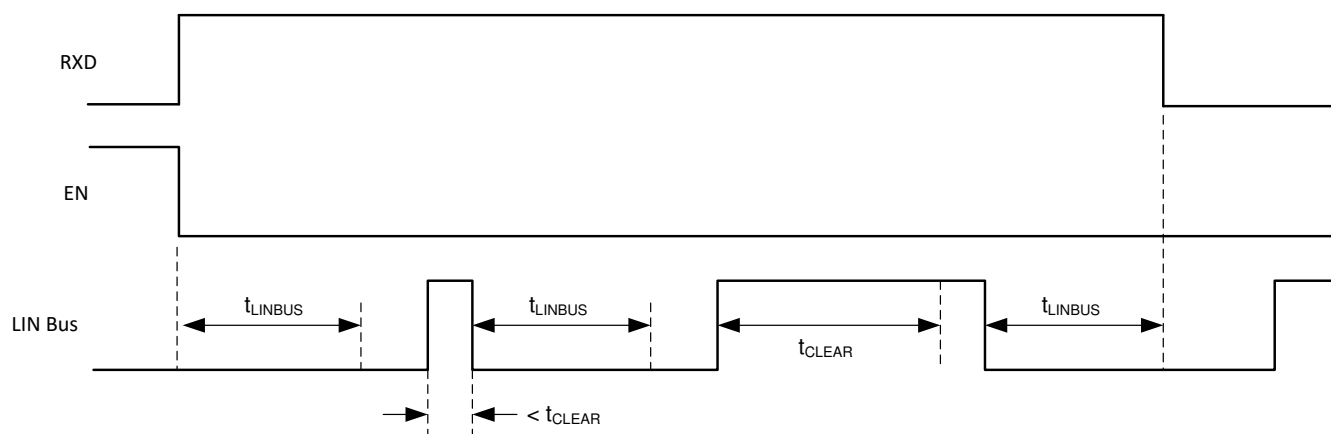 RXD
EN
LIN Bus
tLINBUS
tLINBUS
tCLEAR
tLINBUS
< tCLEAR